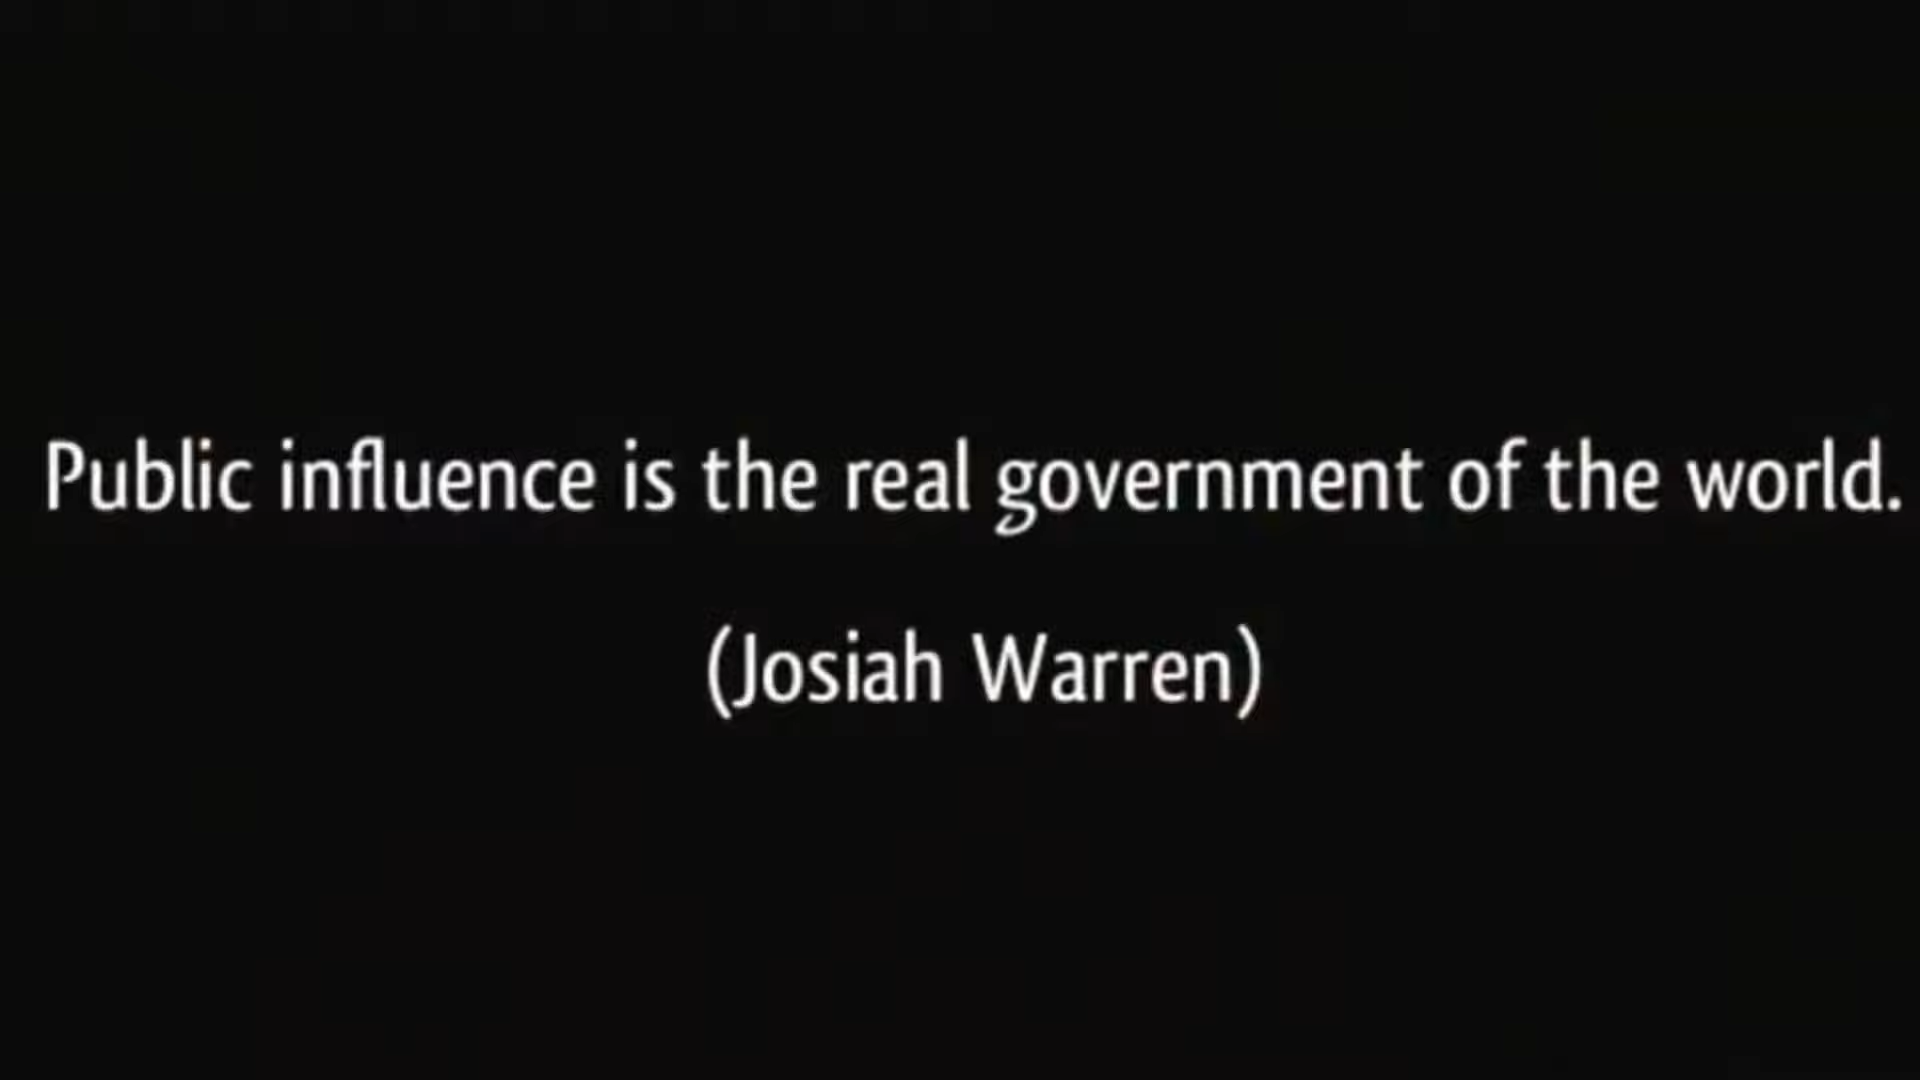 Public influence is the real government of the world.
(Josiah Warren)